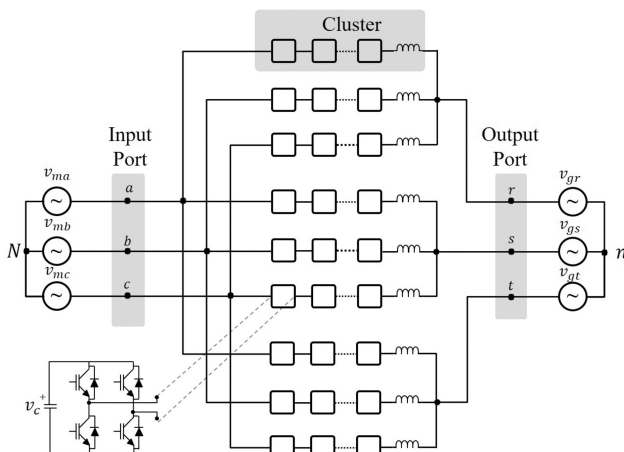 Cluster
Input
Port
Output
Port
v_ma
a
r
v_gr
v_mb
N
b
s
v_gs
n
v_mc
c
t
v_gt
v_c
+